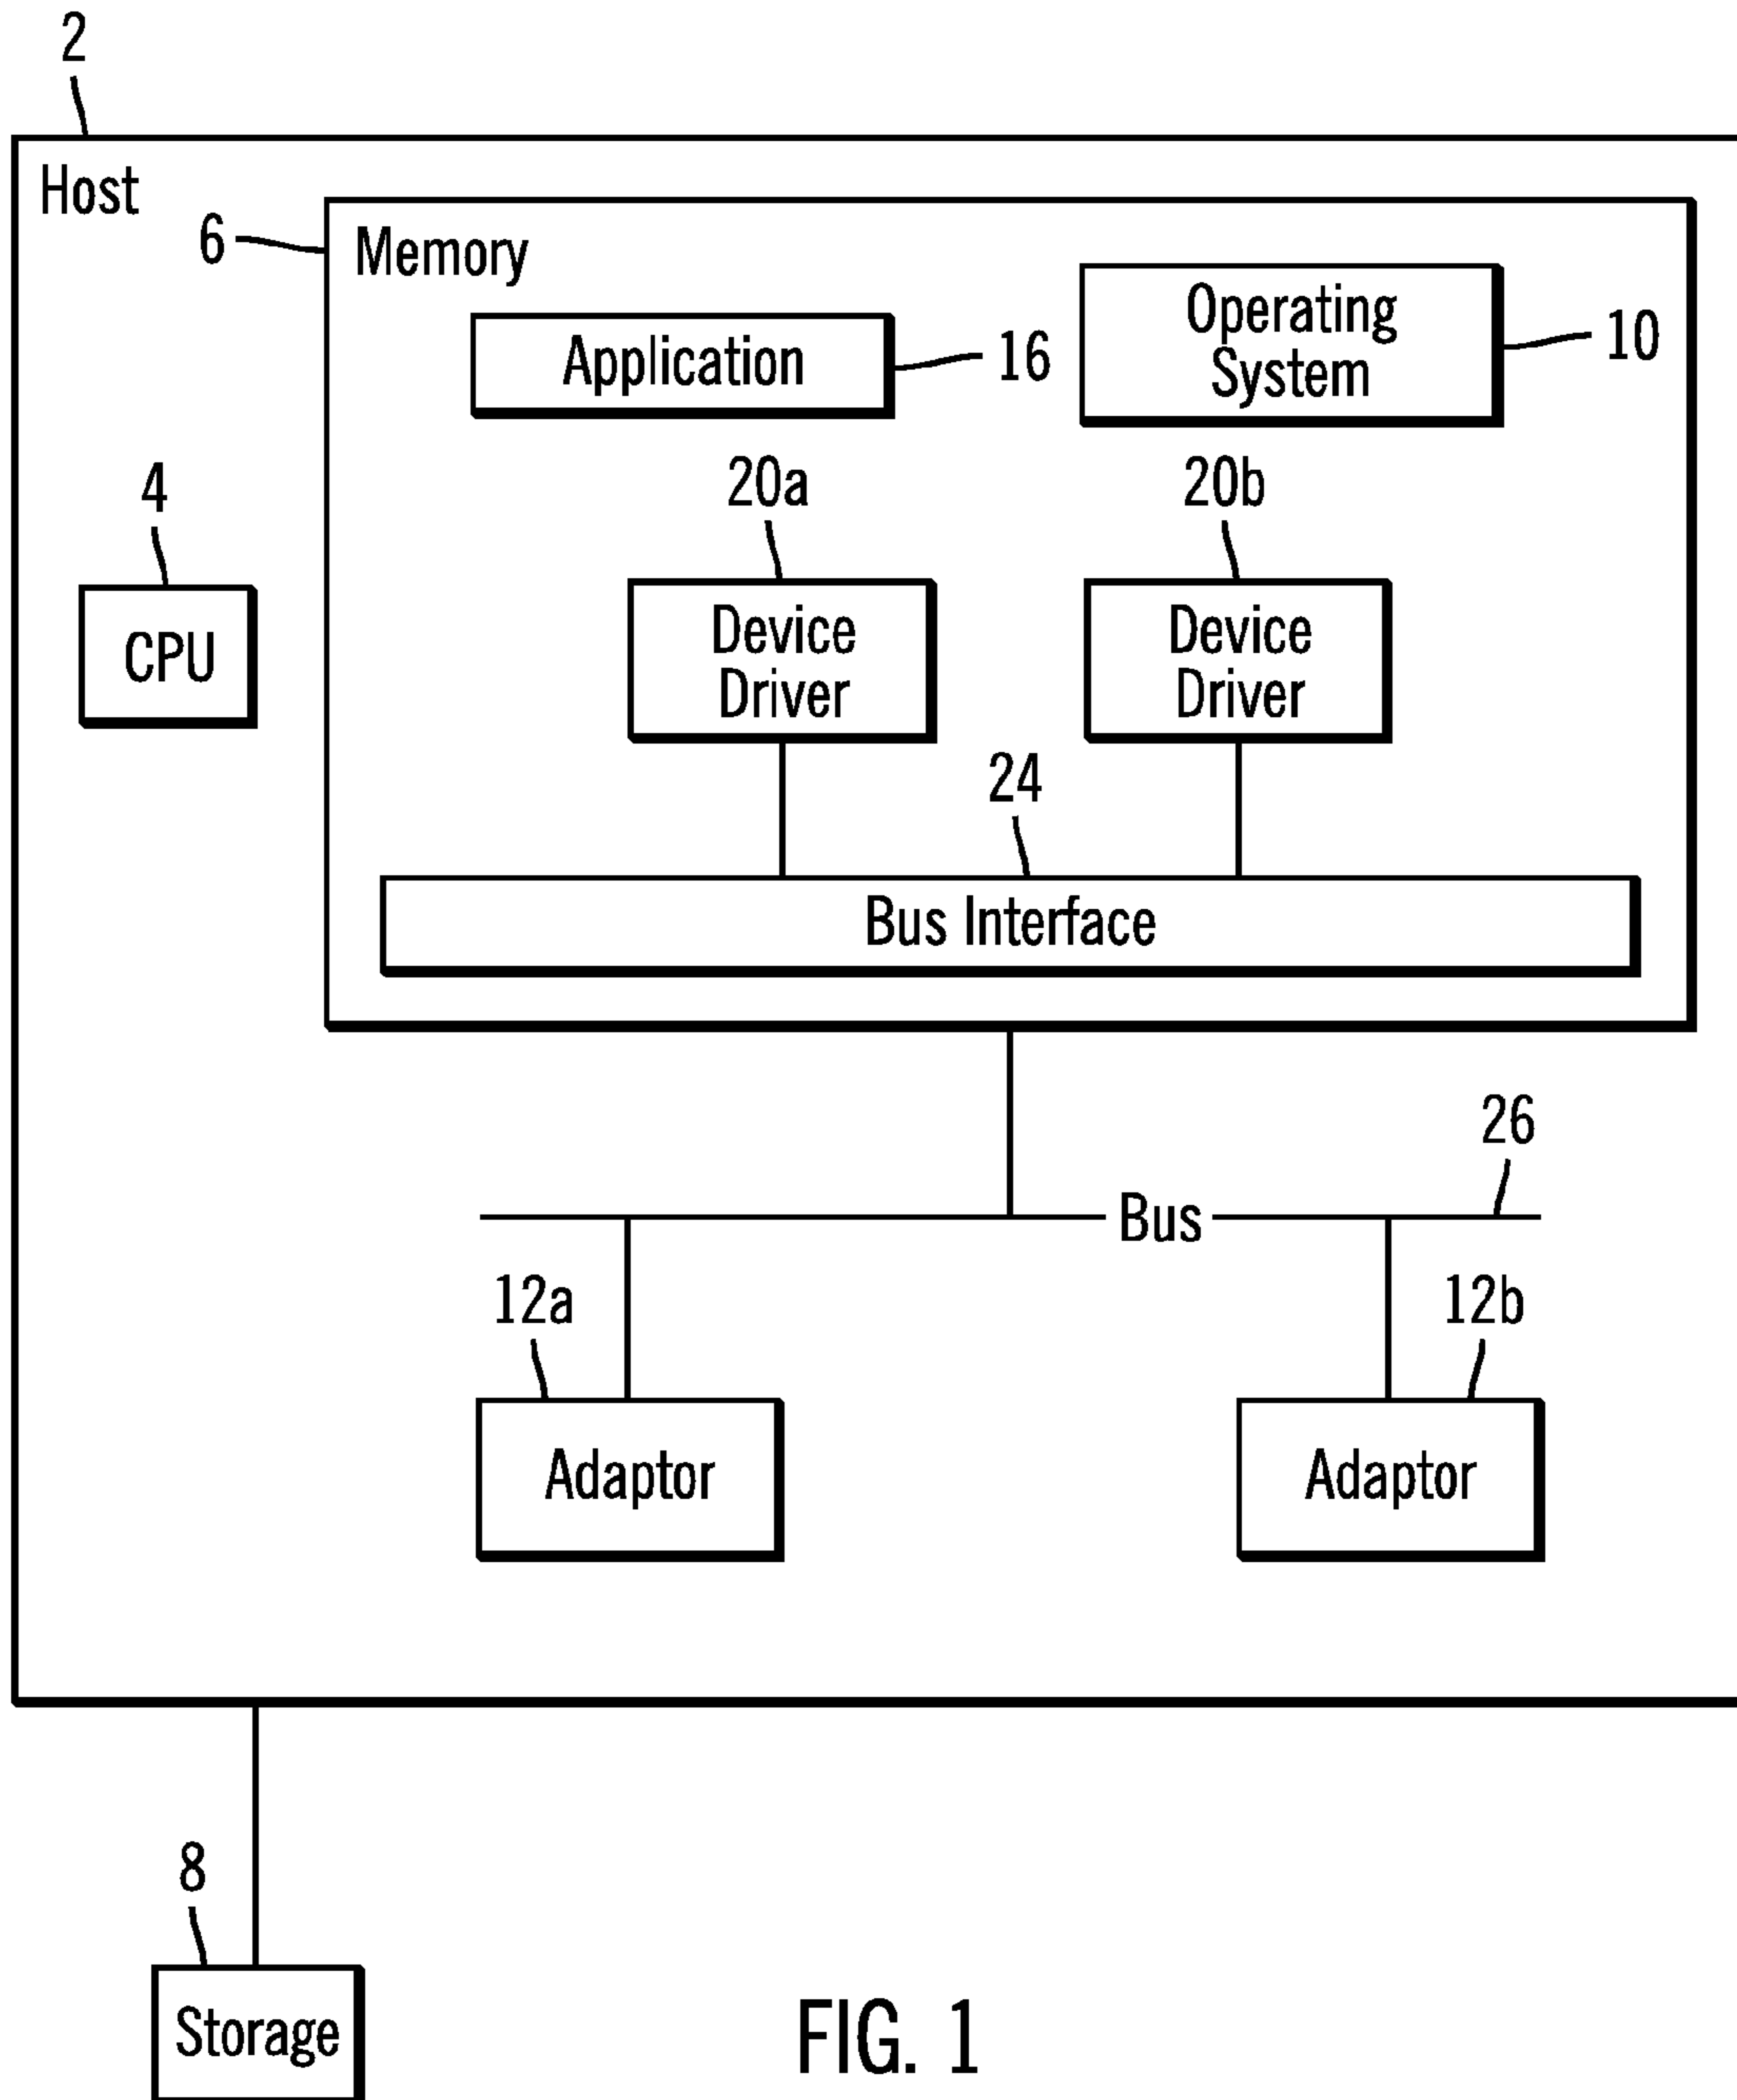 2
Host
6
Memory
Application
16
Operating
System
10
4
CPU
20a
20b
Device
Driver
Device
Driver
24
Bus Interface
26
Bus
12a
12b
Adaptor
Adaptor
8
Storage
FIG. 1